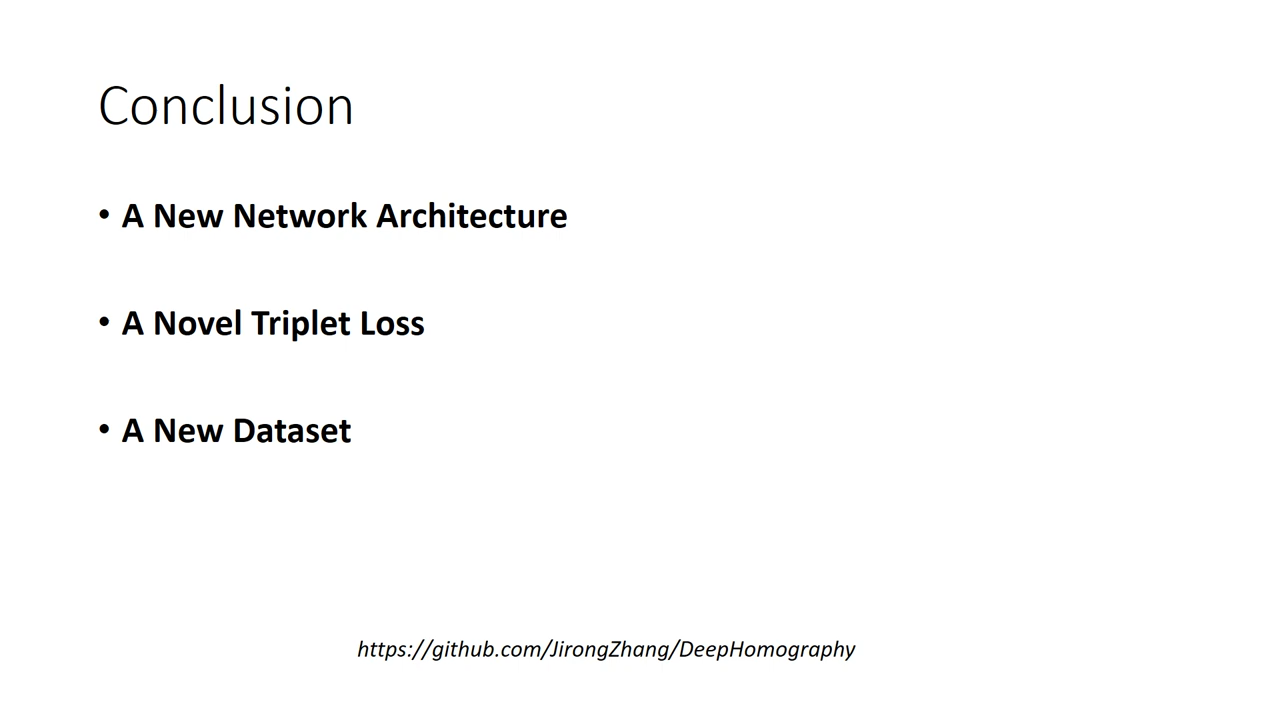 Conclusion
• A New Network Architecture
• A Novel Triplet Loss
• A New Dataset
https://github.com/JirongZhang/DeepHomography